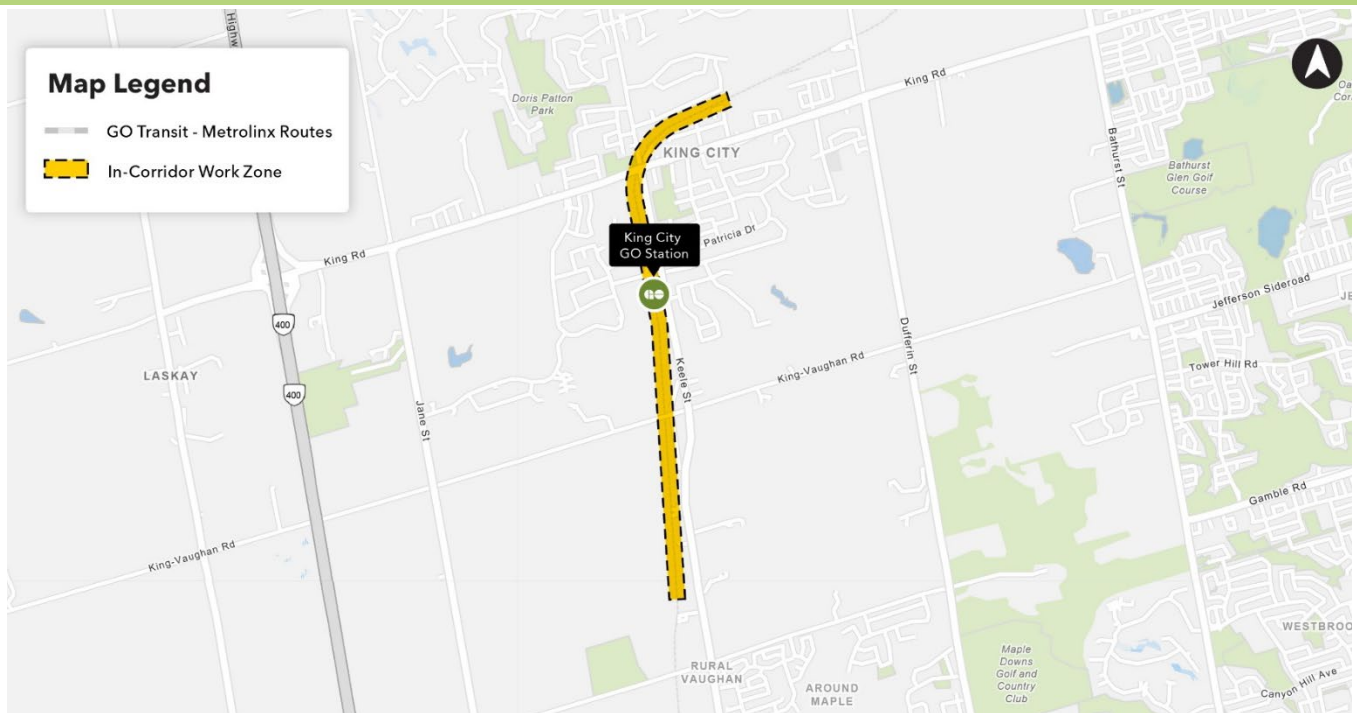 Map Legend
GO Transit - Metrolinx Routes
In-Corridor Work Zone
Doris Patton
Park
King Rd
KING CITY
Bathurst St
Bathurst
Glen Golf
Course
King City
GO Station
Patricia Dr
King Rd
GO
400
Jefferson Sideroad
Dufferin St
LASKAY
400
Jane St
Keele St
King-Vaughan Rd
Tower Hill Rd
Gamble Rd
King-Vaughan Rd
WESTBROO
RURAL
VAUGHAN
AROUND
MAPLE
Maple
Downs
Golf and
Country
Club
Canyon Hill Ave